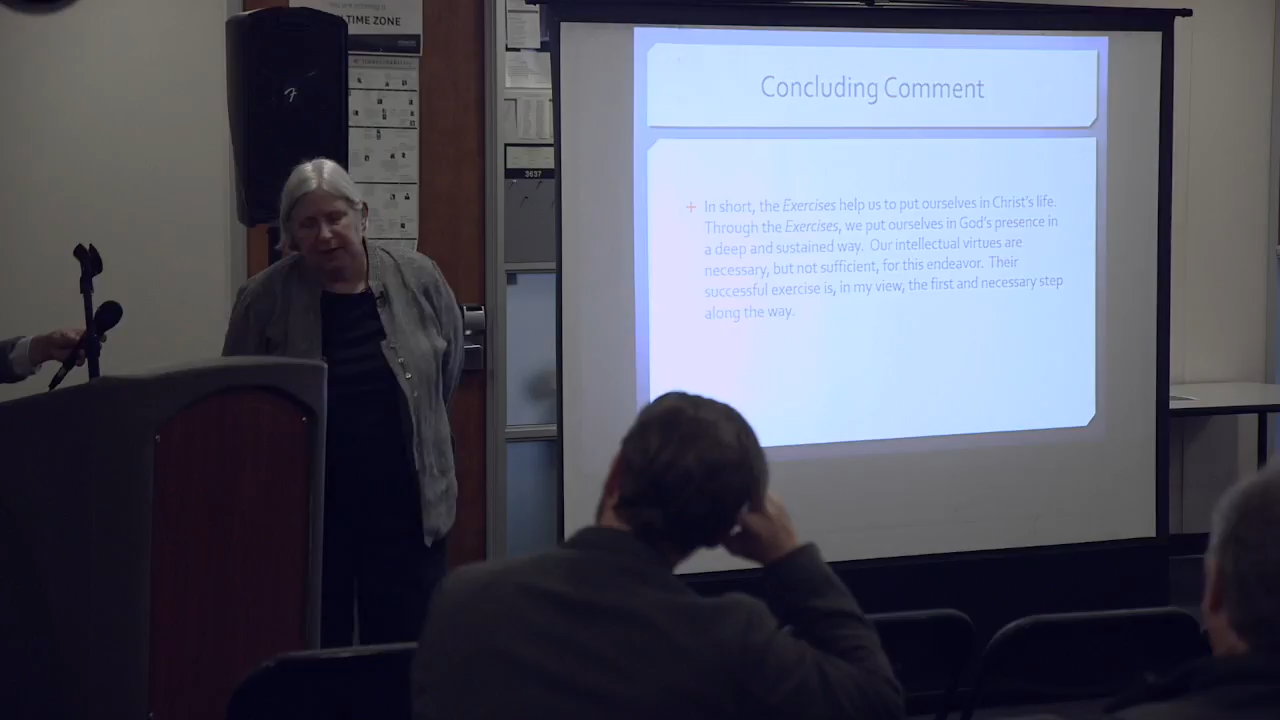 TIME ZONE
3637
Concluding Comment
+ In short, the Exercises help us to put ourselves in Christ's life.
Through the Exercises, we put ourselves in God's presence in
a deep and sustained way. Our intellectual virtues are
necessary, but not sufficient, for this endeavor. Their
successful exercise is, in my view, the first and necessary step
along the way.